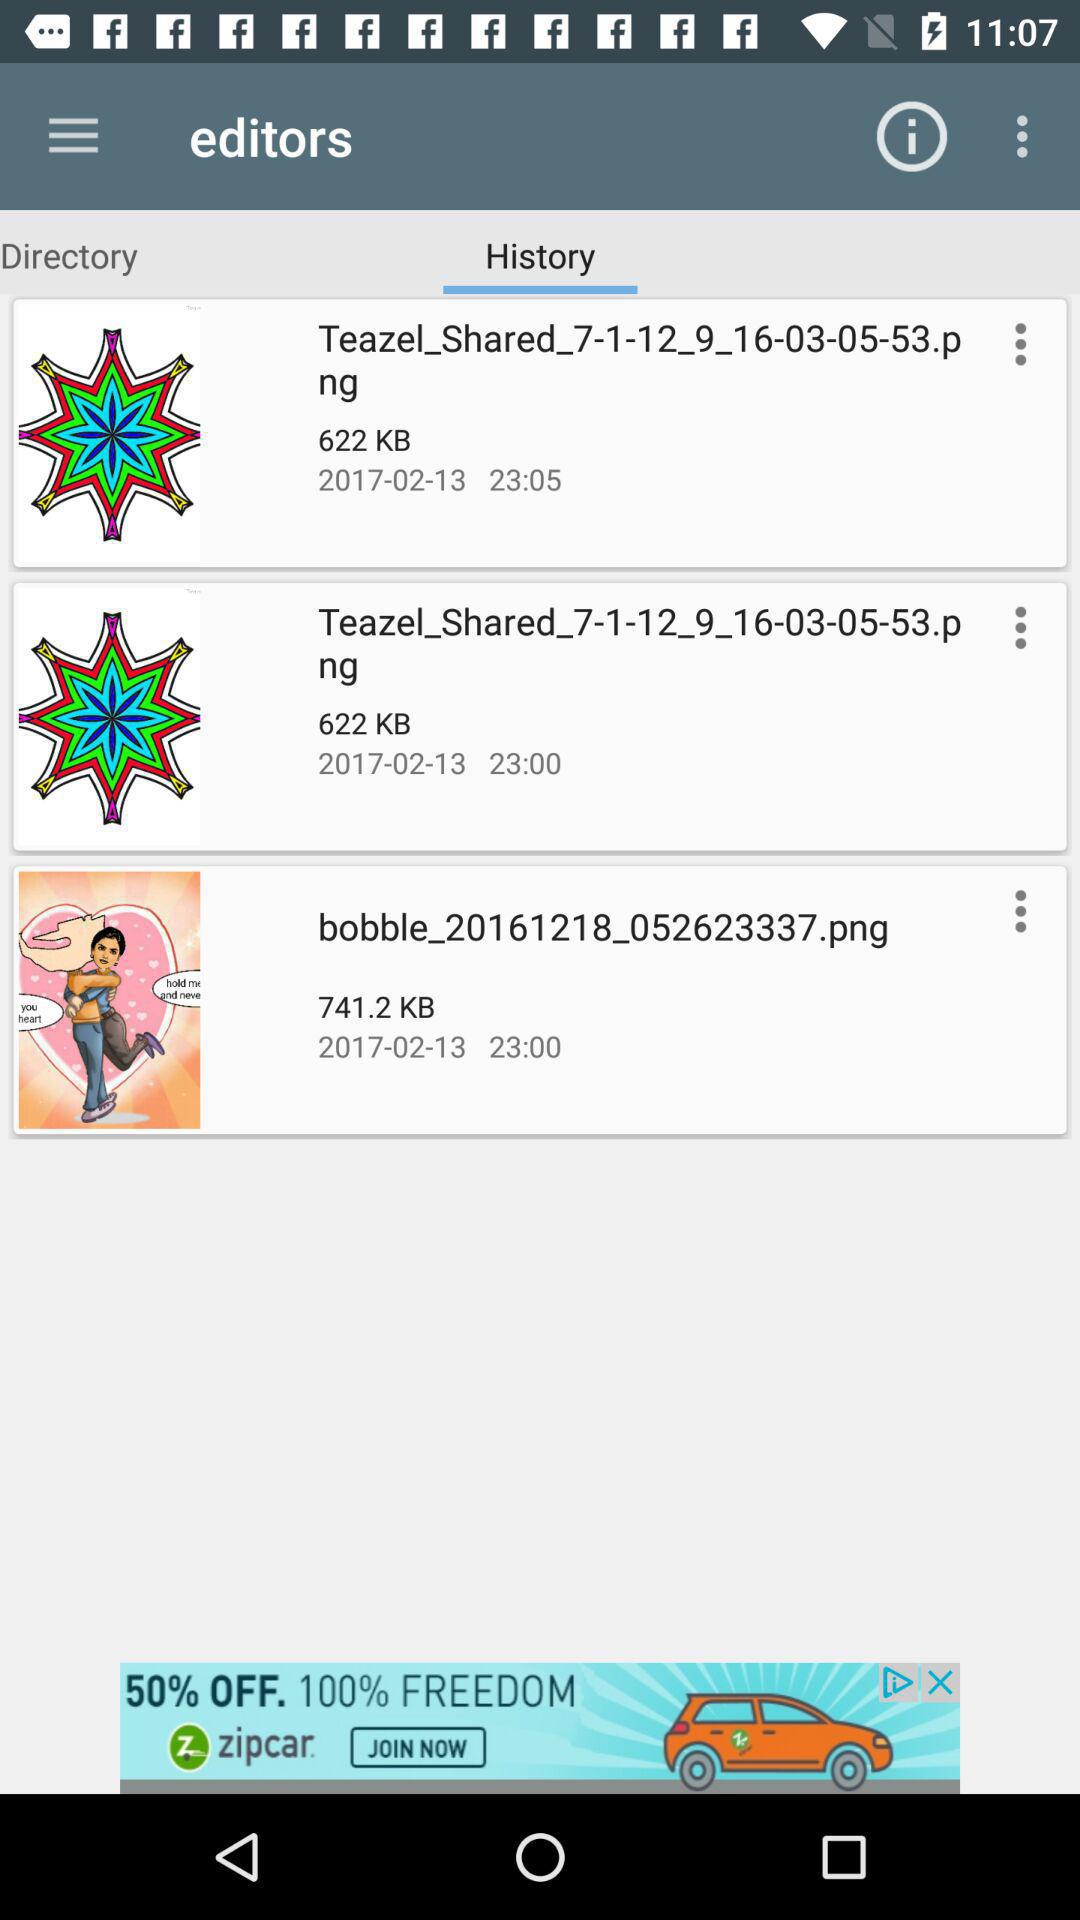 11:07
editors
Directory
History
Teazel_Shared_7-1-12_9_16-03-05-53.p
ng
622 KB
2017-02-13 23:05
Teazel_Shared_7-1-12_9_16-03-05-53.p
ng
622 KB
2017-02-13 23:00
hold me
and neve
you
heart
bobble_20161218_052623337.png
741.2 KB
2017-02-13 23:00
50% OFF. 100% FREEDOM
zipcar.
JOIN NOW